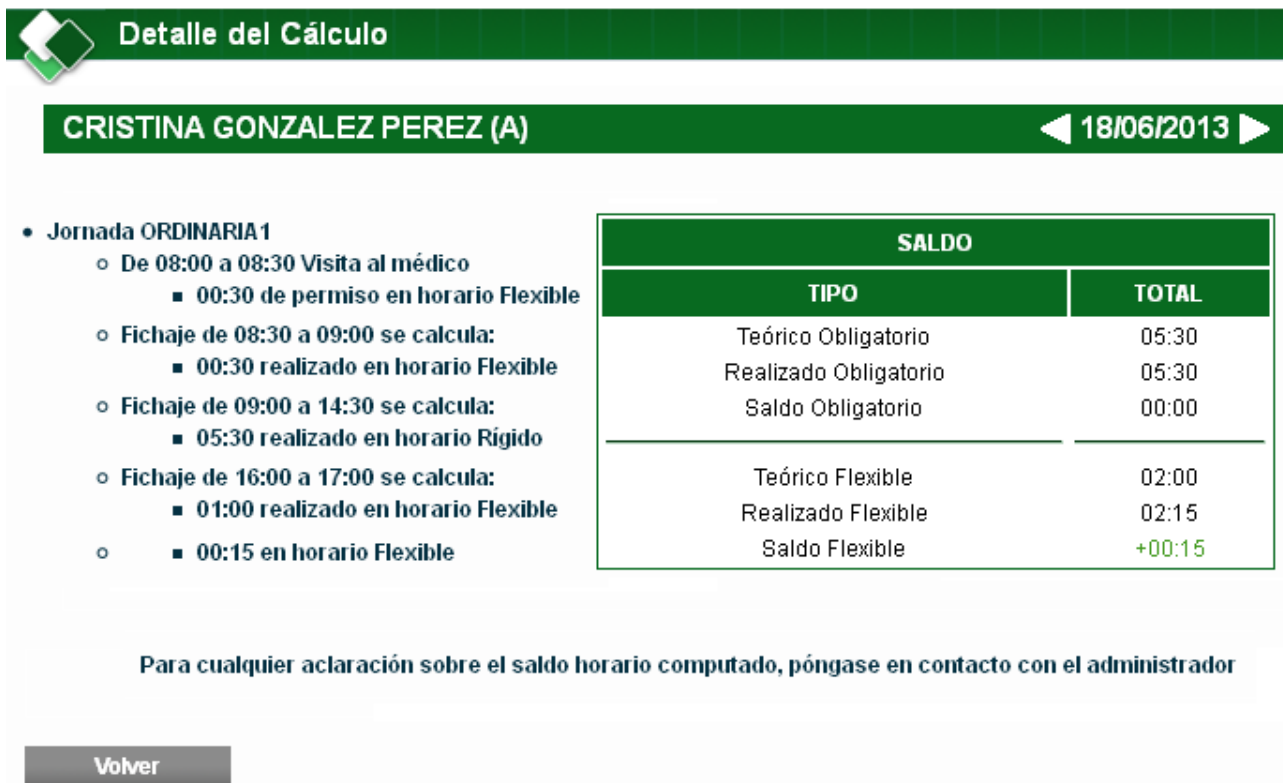 Detalle del Cálculo
CRISTINA GONZALEZ PEREZ (A)
18/06/2013
Jornada ORDINARIA1
De 08:00 a 08:30 Visita al médico
00:30 de permiso en horario Flexible
Fichaje de 08:30 a 09:00 se calcula:
00:30 realizado en horario Flexible
Fichaje de 09:00 a 14:30 se calcula:
05:30 realizado en horario Rígido
Fichaje de 16:00 a 17:00 se calcula:
01:00 realizado en horario Flexible
00:15 en horario Flexible
SALDO
TIPO TOTAL
Teórico Obligatorio 05:30
Realizado Obligatorio 05:30
Saldo Obligatorio 00:00
Teórico Flexible 02:00
Realizado Flexible 02:15
Saldo Flexible +00:15
Para cualquier aclaración sobre el saldo horario computado, póngase en contacto con el administrador
Volver